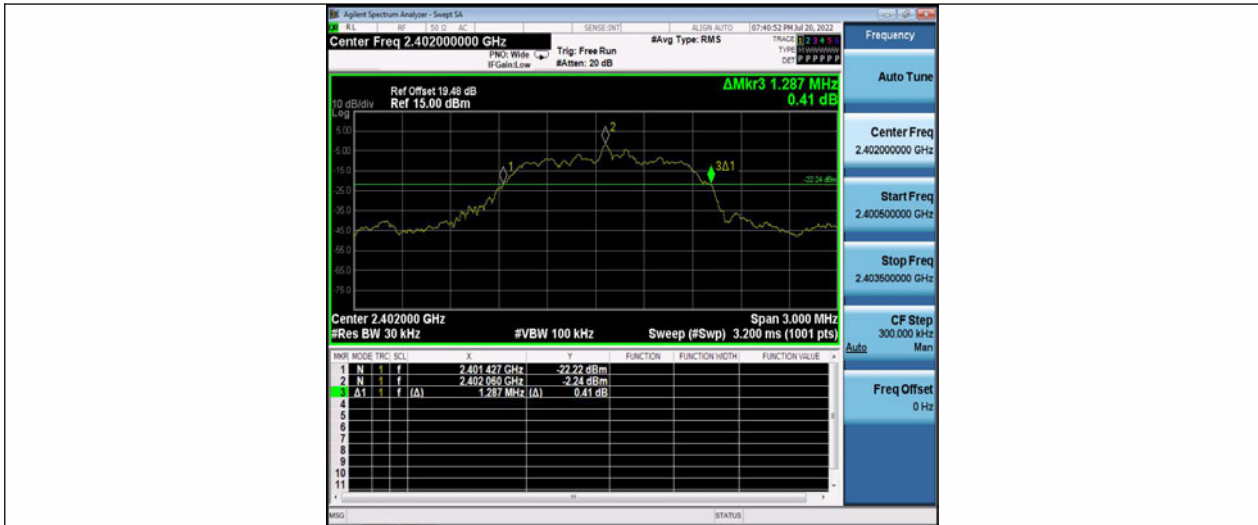 Agilent Spectrum Analyzer - Swept SA
RL RF 50 Ω AC SENSE:INT ALIGN AUTO 07:40:52 PM Jul 20, 2022
Center Freq 2.402000000 GHz
#Avg Type: RMS
TRACE 1 2 3 4 5 6
PNO: Wide Trig: Free Run
TYPE
IFGain:Low #Atten: 20 dB
DET P P P P P P
ΔMkr3 1.287 MHz
0.41 dB
Ref Offset 19.48 dB
10 dB/div Ref 15.00 dBm
Log
5.00
-5.00
-15.0
-25.0
-35.0
-45.0
-55.0
-65.0
-75.0
1
2
3Δ1
-22.24 dBm
Center 2.402000 GHz Span 3.000 MHz
#Res BW 30 kHz #VBW 100 kHz Sweep (#Swp) 3.200 ms (1001 pts)
MKR MODE TRC SCL X Y FUNCTION FUNCTION WIDTH FUNCTION VALUE
1 N 1 f 2.401 427 GHz -22.22 dBm
2 N 1 f 2.402 060 GHz -2.24 dBm
3 Δ1 1 f (Δ) 1.287 MHz (Δ) 0.41 dB
4
5
6
7
8
9
10
11
MSG STATUS
Frequency
Auto Tune
Center Freq
2.402000000 GHz
Start Freq
2.400500000 GHz
Stop Freq
2.403500000 GHz
CF Step
300.000 kHz
Auto Man
Freq Offset
0 Hz